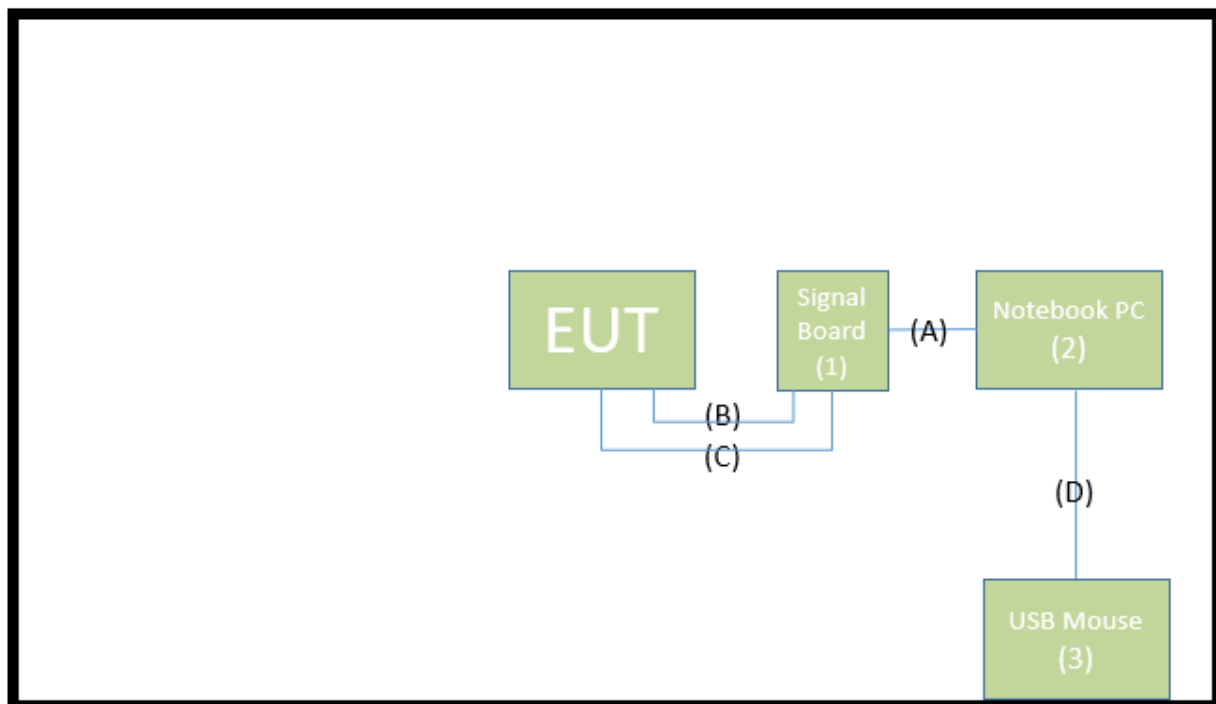 EUT
Signal
Board
(1)
(A)
Notebook PC
(2)
(B)
(C)
(D)
USB Mouse
(3)